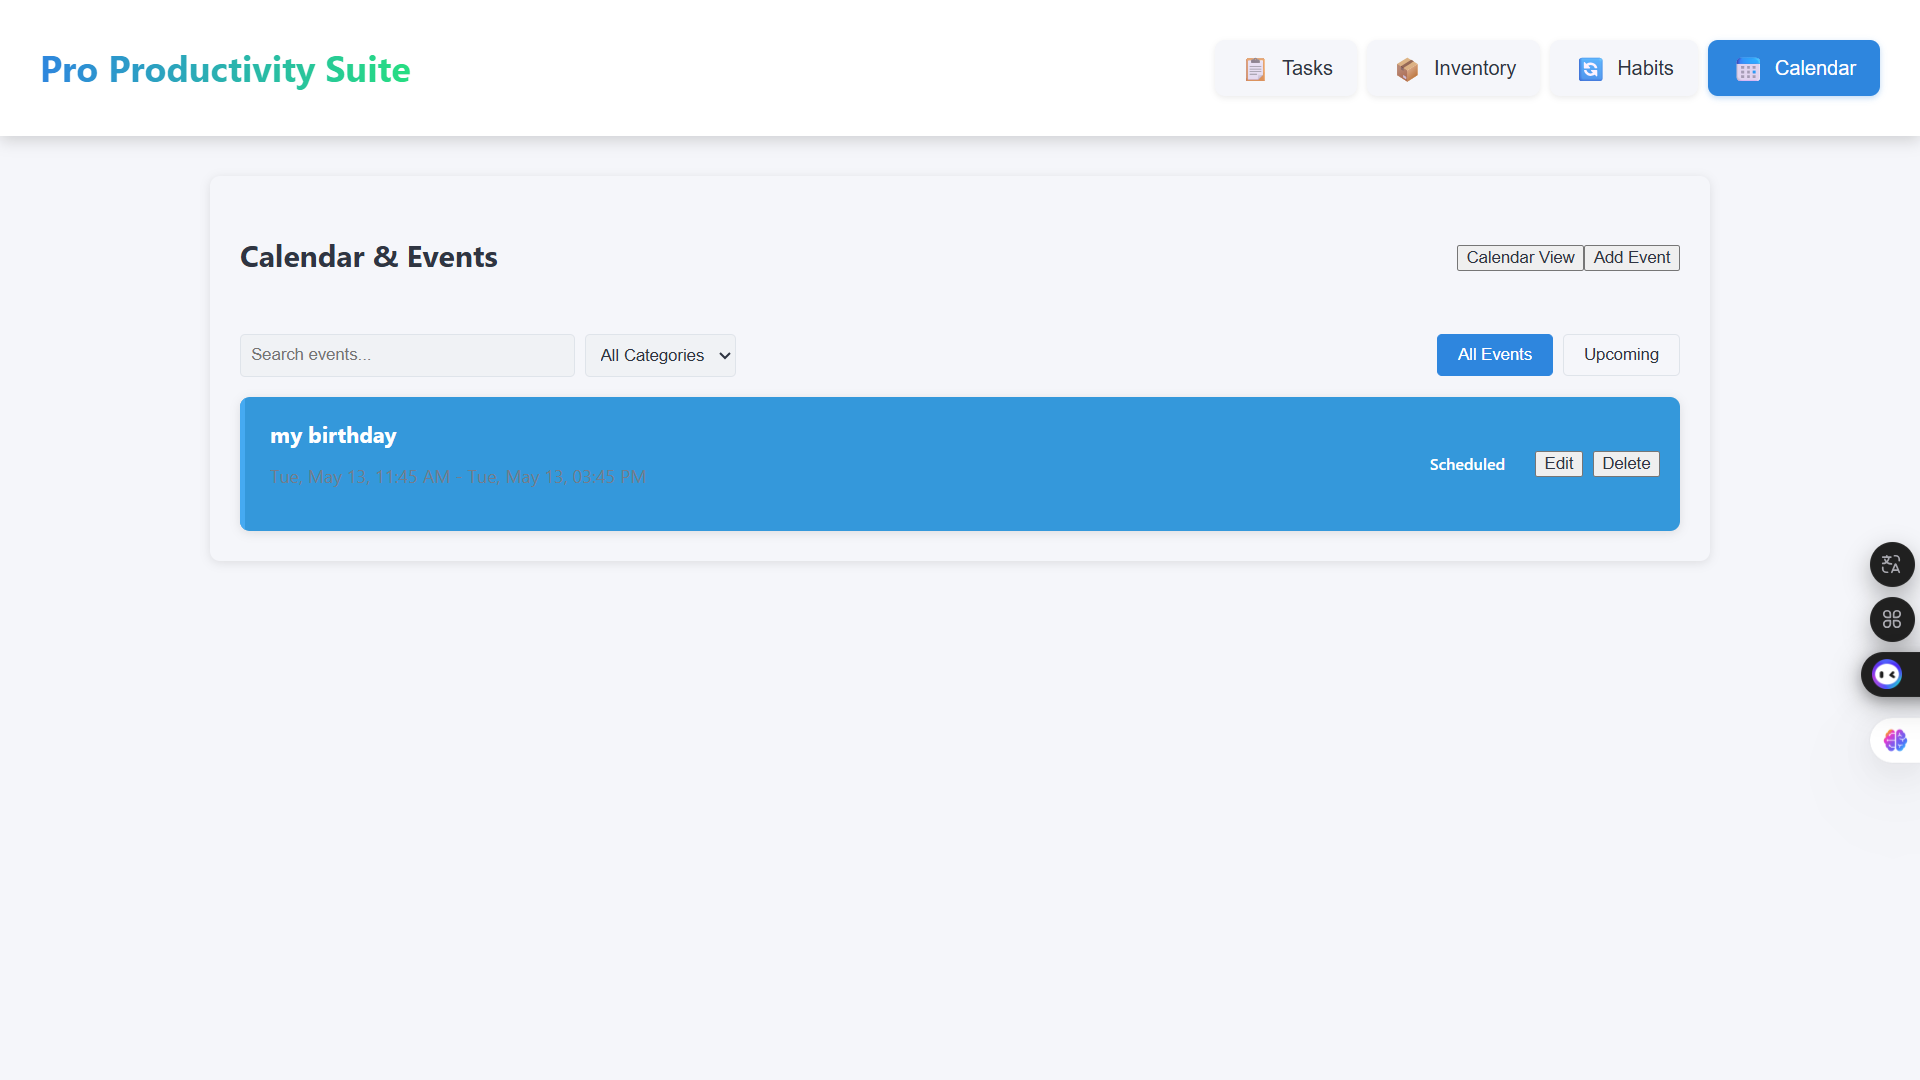 Pro Productivity Suite
Tasks
Inventory
Habits
Calendar
Calendar & Events
Calendar View
Add Event
Search events...
All Categories
All Events
Upcoming
my birthday
Tue, May 13, 11:45 AM - Tue, May 13, 03:45 PM
Scheduled
Edit
Delete